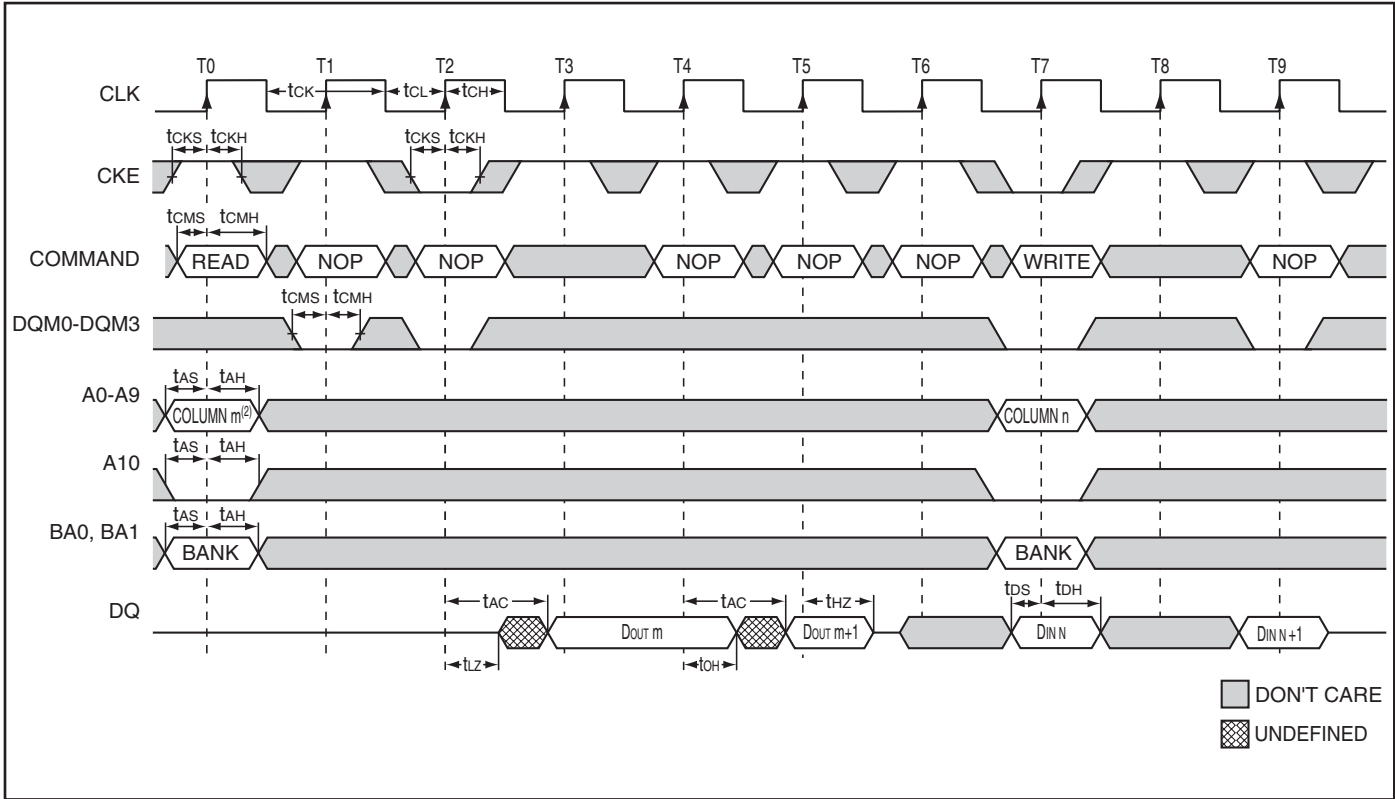 T0 T1 T2 T3 T4 T5 T6 T7 T8 T9
CLK tCK tCL tCH
tCKS tCKH tCKS tCKH
CKE
tCMS tCMH
COMMAND READ NOP NOP NOP NOP NOP WRITE NOP
tCMS tCMH
DQM0-DQM3
tAS tAH
A0-A9 COLUMN m(2) COLUMN n
tAS tAH
A10
tAS tAH
BA0, BA1 BANK BANK
tAC tAC tHZ tDS tDH
DQ DOUT m DOUT m+1 DIN N DIN N+1
tLZ tOH
DON'T CARE
UNDEFINED